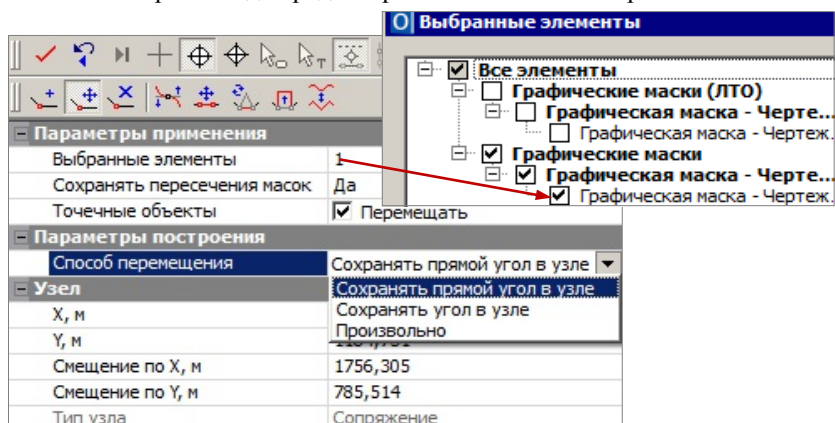 Выбранные элементы
Все элементы
Графические маски (ЛТО)
Графическая маска - Черте...
Графическая маска - Чертеж.
Графические маски
Графическая маска - Черте...
Графическая маска - Чертеж.
Параметры применения
Выбранные элементы 1
Сохранять пересечения масок Да
Точечные объекты Перемещать
Параметры построения
Способ перемещения Сохранять прямой угол в узле
Сохранять прямой угол в узле
Сохранять угол в узле
Произвольно
Узел
X, м
Y, м
Смещение по X, м 1756,305
Смещение по Y, м 785,514
Тип узла Сопряжение